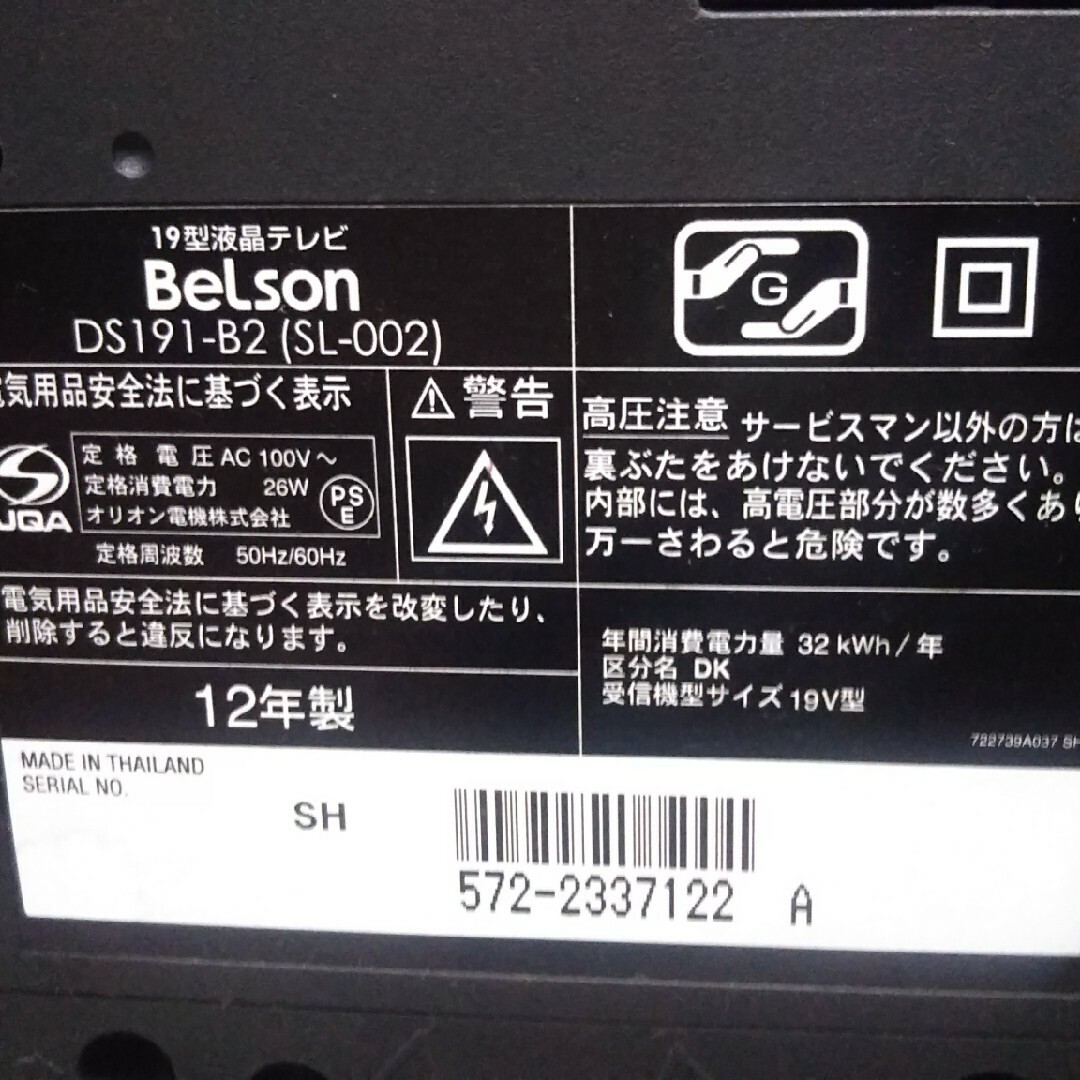 19型液晶テレビ
BeLson
DS191-B2 (SL-002)
G
気用品安全法に基づく表示
JQA
定格電圧 AC 100V～
定格消費電力 26W
オリオン電機株式会社
PS
E
定格周波数 50Hz/60Hz
警告
高圧注意 サービスマン以外の方は
裏ぶたをあけないでください。
内部には、高電圧部分が数多くあり
万一さわると危険です。
電気用品安全法に基づく表示を改変したり、
削除すると違反になります。
12年製
年間消費電力量 32 kWh/年
区分名 DK
受信機型サイズ 19V型
722739A037 SH
MADE IN THAILAND
SERIAL NO.
SH
572-2337122 A